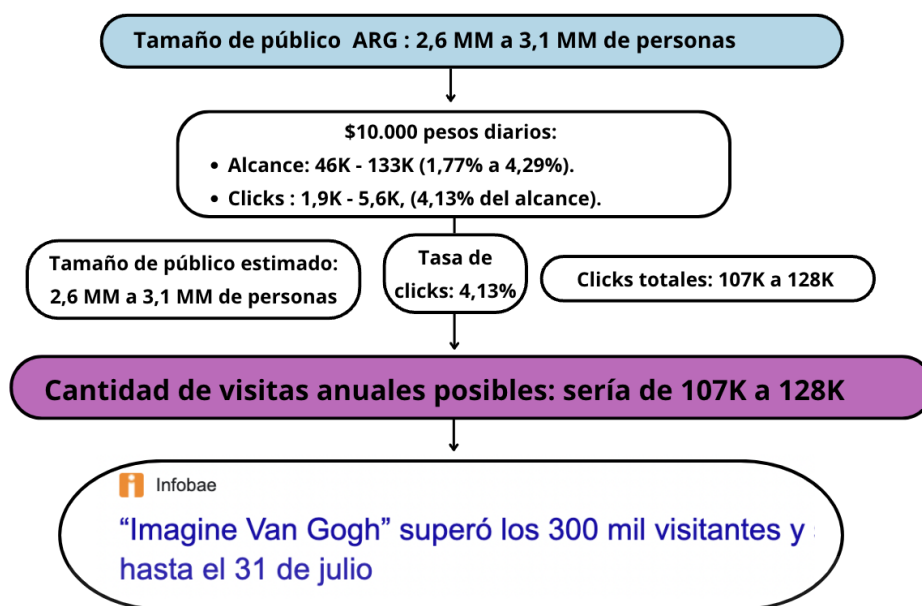 Tamaño de público ARG : 2,6 MM a 3,1 MM de personas
$10.000 pesos diarios:
• Alcance: 46K - 133K (1,77% a 4,29%).
• Clicks : 1,9K - 5,6K, (4,13% del alcance).
Tamaño de público estimado:
2,6 MM a 3,1 MM de personas
Tasa de
clicks: 4,13%
Clicks totales: 107K a 128K
Cantidad de visitas anuales posibles: sería de 107K a 128K
Infobae
“Imagine Van Gogh” superó los 300 mil visitantes y
hasta el 31 de julio